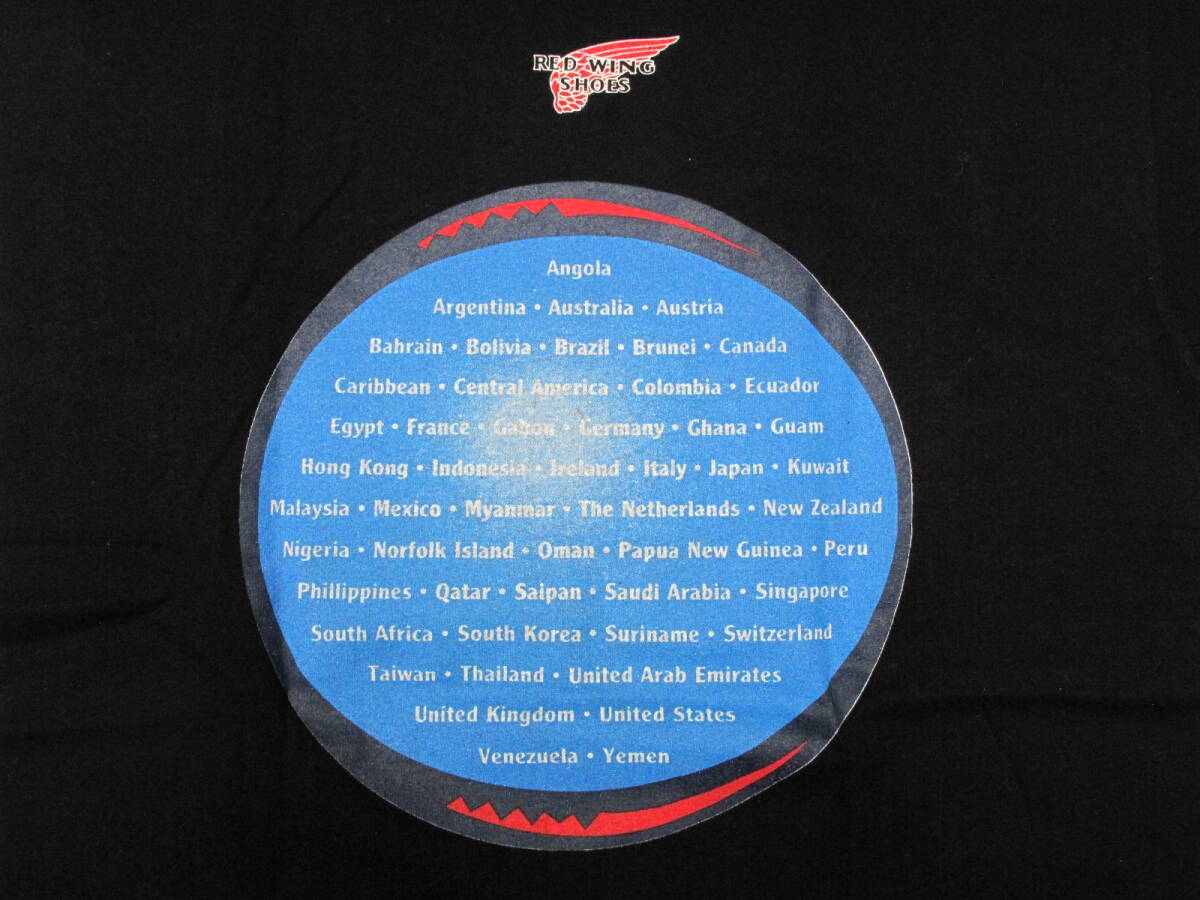 RED WING
SHOES
Angola
Argentina • Australia • Austria
Bahrain • Bolivia • Brazil • Brunei • Canada
Caribbean • Central America • Colombia • Ecuador
Egypt • France • Gabon • Germany • Ghana • Guam
Hong Kong • Indonesia • Ireland • Italy • Japan • Kuwait
Malaysia • Mexico • Myanmar • The Netherlands • New Zealand
Nigeria • Norfolk Island • Oman • Papua New Guinea • Peru
Phillippines • Qatar • Saipan • Saudi Arabia • Singapore
South Africa • South Korea • Suriname • Switzerland
Taiwan • Thailand • United Arab Emirates
United Kingdom • United States
Venezuela • Yemen